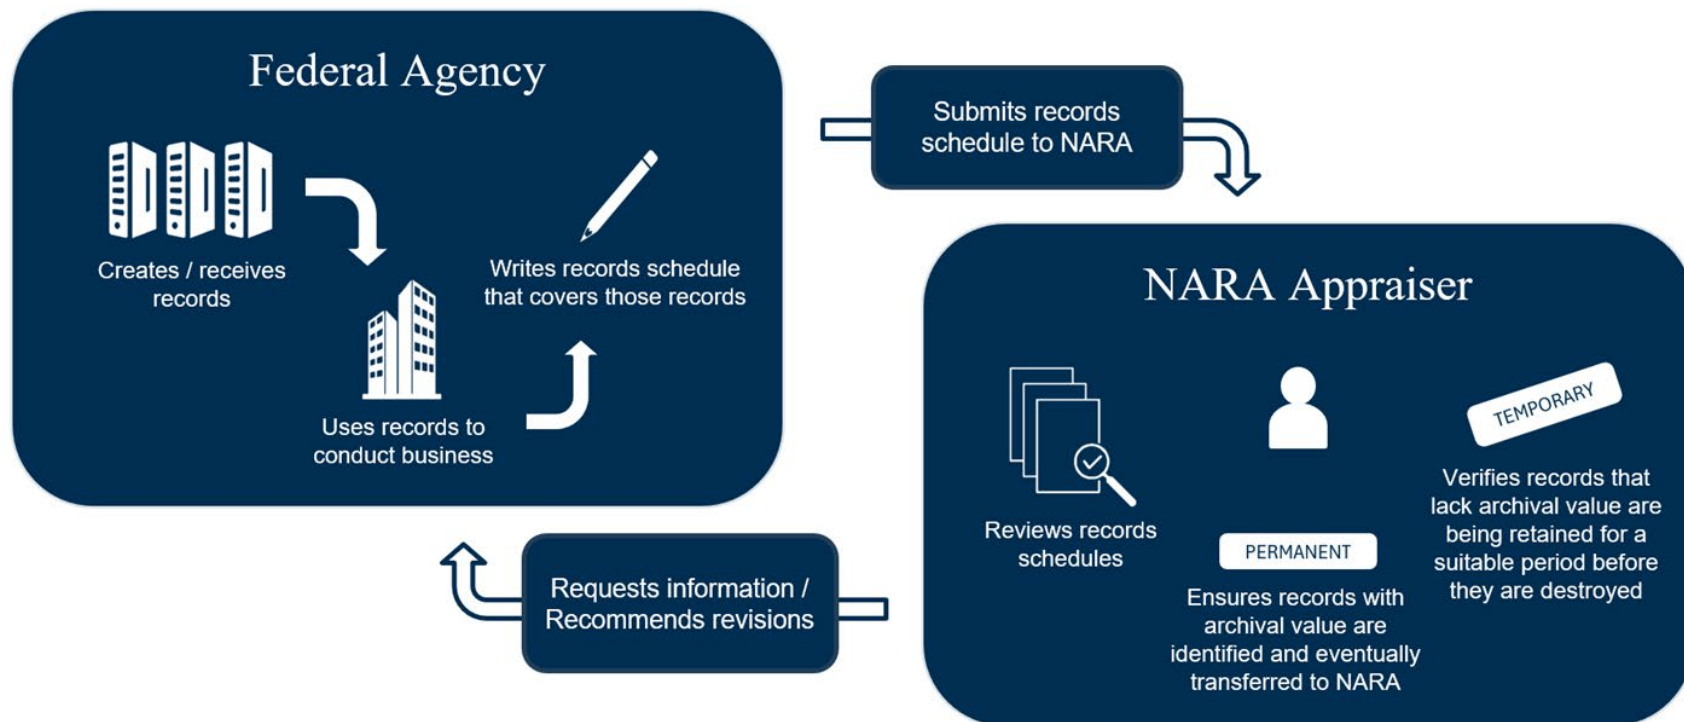 Federal Agency
Creates / receives
records
Uses records to
conduct business
Writes records schedule
that covers those records
Submits records
schedule to NARA
NARA Appraiser
Reviews records
schedules
PERMANENT
Ensures records with
archival value are
identified and eventually
transferred to NARA
TEMPORARY
Verifies records that
lack archival value are
being retained for a
suitable period before
they are destroyed
Requests information /
Recommends revisions